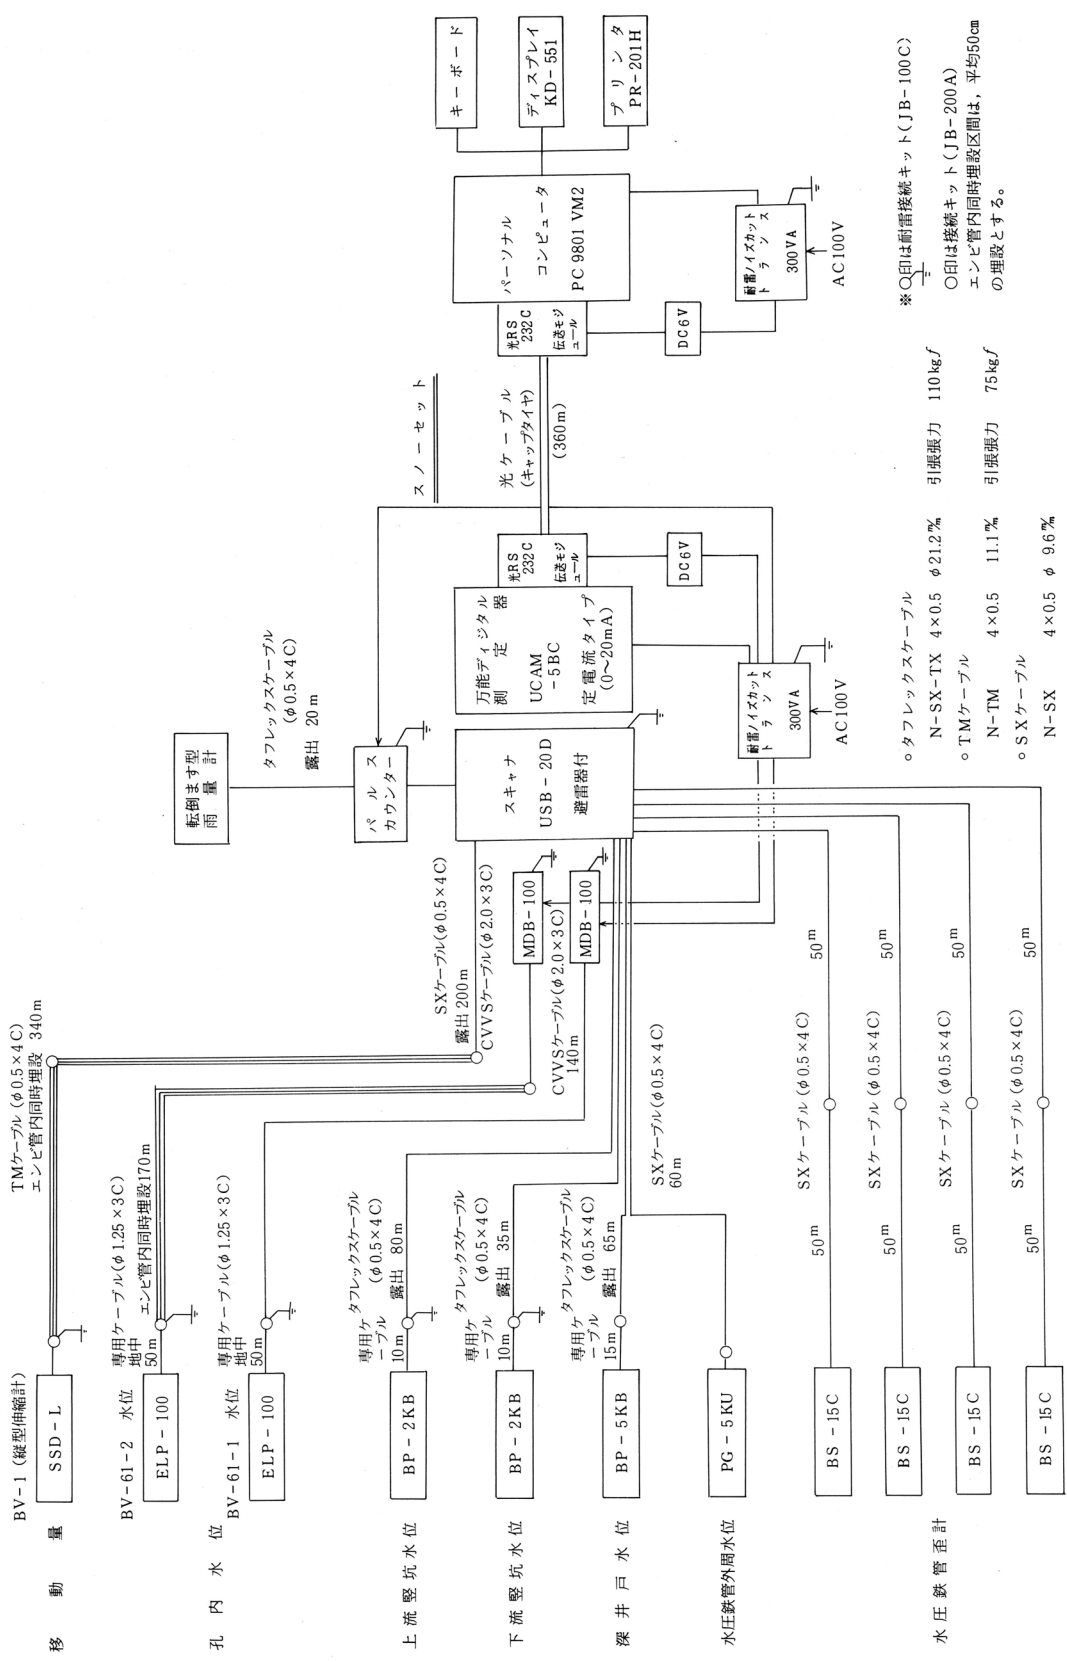 移動量
BV-1 (縦型伸縮計)
SSD-L
TMケーブル(φ0.5×4C)
エンビ管内同時埋設 340m
孔内水位
BV-61-2 水位
ELP-100
専用ケーブル(φ1.25×3C)
地中
50m
エンビ管内同時埋設170m
BV-61-1 水位
ELP-100
専用ケーブル(φ1.25×3C)
地中
50m
上流竪坑水位
BP-2KB
専用ケ
ーブル
10m
タフレックスケーブル
(φ0.5×4C)
露出 80m
下流竪坑水位
BP-2KB
専用ケ
ーブル
10m
タフレックスケーブル
(φ0.5×4C)
露出 35m
深井戸水位
BP-5KB
専用ケ
ーブル
15m
タフレックスケーブル
(φ0.5×4C)
露出 65m
水圧鉄管外周水位
PG-5KU
SXケーブル(φ0.5×4C)
60m
水圧鉄管歪計
BS-15C
50m
SXケーブル(φ0.5×4C)
50m
BS-15C
50m
SXケーブル(φ0.5×4C)
50m
BS-15C
50m
SXケーブル(φ0.5×4C)
50m
BS-15C
50m
SXケーブル(φ0.5×4C)
50m
SXケーブル(φ0.5×4C)
露出200m
CVVSケーブル(φ2.0×3C)
MDB-100
CVVSケーブル(φ2.0×3C)
140m
MDB-100
転倒ます型
雨量計
タフレックスケーブル
(φ0.5×4C)
露出 20m
パルス
カウンター
スキャナ
USB-20D
避雷器付
万能ディジタル
測定器
UCAM
-5BC
定電流タイプ
(0〜20mA)
光RS
232C
伝送モジ
ュール
DC6V
耐雷ノイズカット
トランス
300VA
AC100V
スノーセット
光ケーブル
(キャップタイヤ)
(360m)
光RS
232C
伝送モジ
ュール
DC6V
パーソナル
コンピュータ
PC9801VM2
耐雷ノイズカット
トランス
300VA
AC100V
キーボード
ディスプレイ
KD-551
プリンタ
PR-201H
○タフレックスケーブル
N-SX-TX 4×0.5 φ21.2㎜ 引張張力 110kgf
○TMケーブル
N-TM 4×0.5 11.1㎜ 引張張力 75kgf
○SXケーブル
N-SX 4×0.5 φ 9.6㎜
※○印は耐雷接続キット(JB-100C)
○印は接続キット(JB-200A)
エンビ管内同時埋設区間は，平均50cm
の埋設とする。